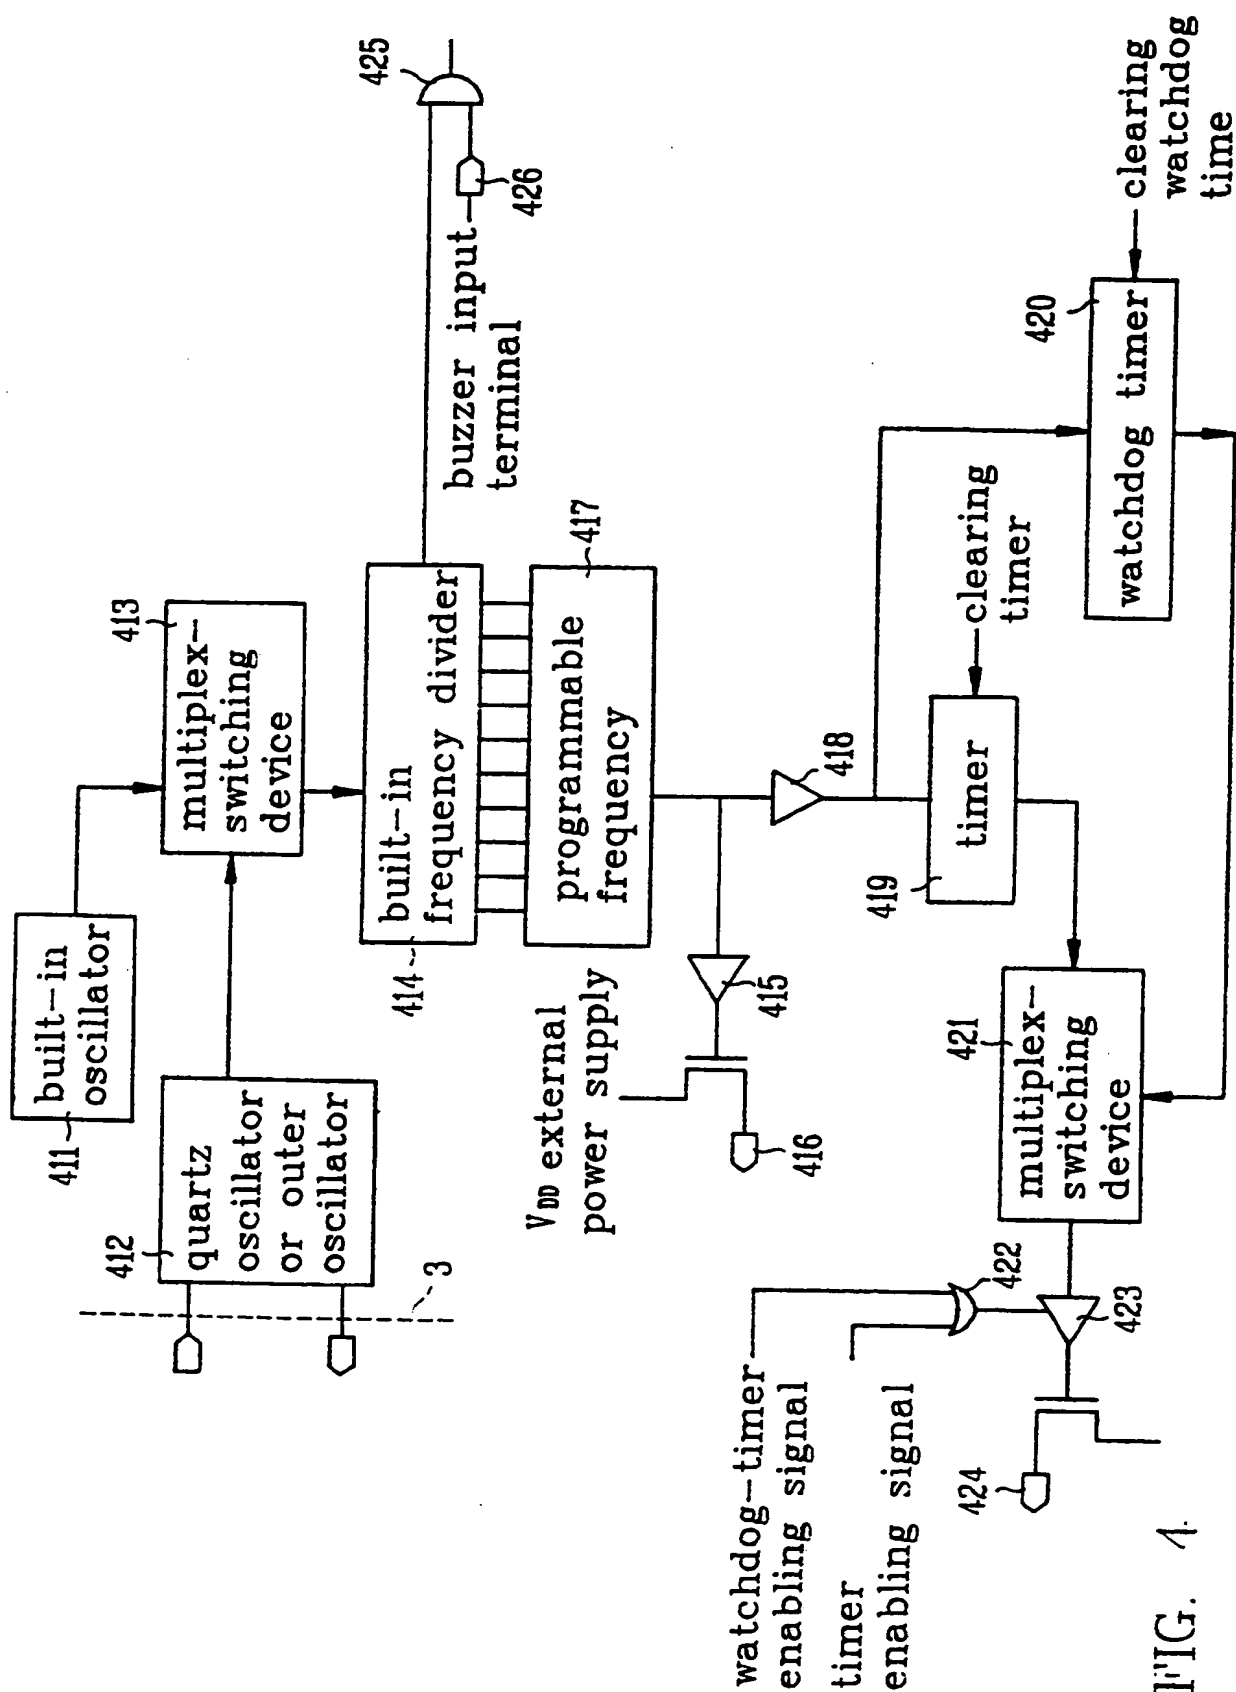 411
built-in
oscillator
412
quartz
oscillator
or outer
oscillator
3
413
multiplex-
switching
device
414
built-in
frequency divider
425
426
buzzer input
terminal
417
programmable
frequency
VDD external
power supply
415
416
418
419
timer
clearing
timer
420
watchdog timer
clearing
watchdog
time
421
multiplex-
switching
device
422
423
424
watchdog-timer
enabling signal
timer
enabling signal
FIG. 4